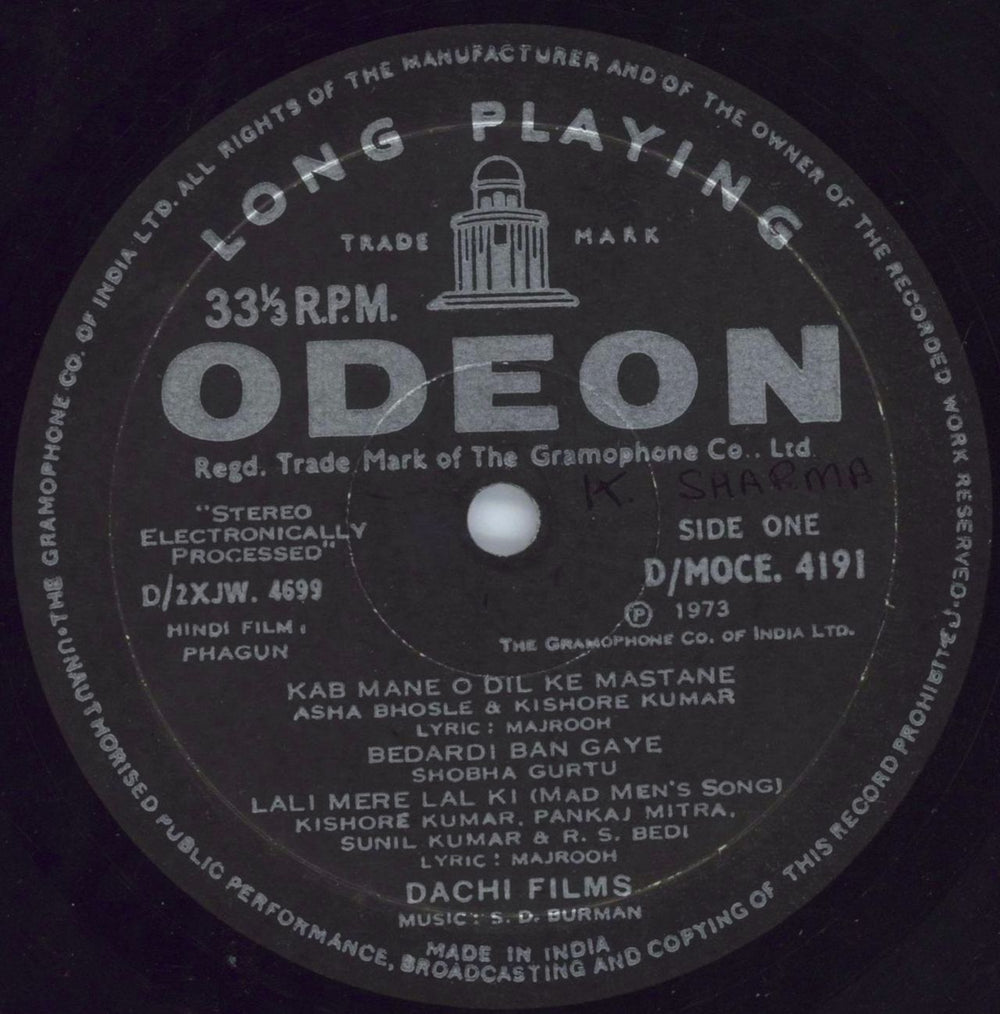 THE GRAMOPHONE CO. OF INDIA LTD. ALL RIGHTS OF THE MANUFACTURER AND OF THE OWNER OF THE RECORDED WORK RESERVED.
UNAUTHORISED PUBLIC PERFORMANCE, BROADCASTING AND COPYING OF THIS RECORD PROHIBITED.
LONG PLAYING
TRADE MARK
33⅓ R.P.M.
ODEON
Regd. Trade Mark of The Gramophone Co.. Ltd.
K. SHARMA
"STEREO
ELECTRONICALLY
PROCESSED"
D/2XJW. 4699
HINDI FILM :
PHAGUN
SIDE ONE
D/MOCE. 4191
Ⓟ 1973
THE GRAMOPHONE CO. OF INDIA LTD.
KAB MANE O DIL KE MASTANE
ASHA BHOSLE & KISHORE KUMAR
LYRIC : MAJROOH
BEDARDI BAN GAYE
SHOBHA GURTU
LALI MERE LAL KI (MAD MEN'S SONG)
KISHORE KUMAR, PANKAJ MITRA,
SUNIL KUMAR & R. S. BEDI
LYRIC : MAJROOH
DACHI FILMS
MUSIC : S. D. BURMAN
MADE IN INDIA